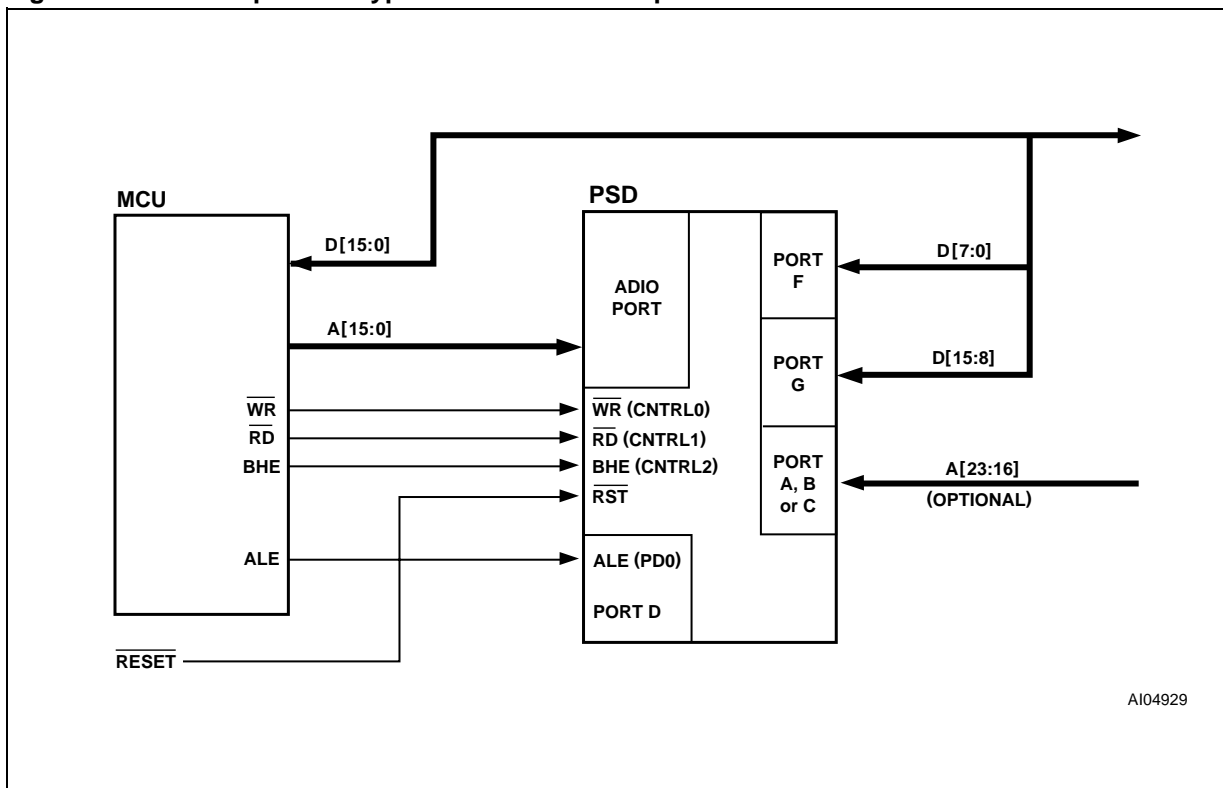 MCU
PSD
D[15:0]
A[15:0]
WR
RD
BHE
ALE
RESET
ADIO
PORT
WR (CNTRL0)
RD (CNTRL1)
BHE (CNTRL2)
RST
ALE (PD0)
PORT D
PORT
F
PORT
G
PORT
A, B
or C
D[7:0]
D[15:8]
A[23:16]
(OPTIONAL)
AI04929